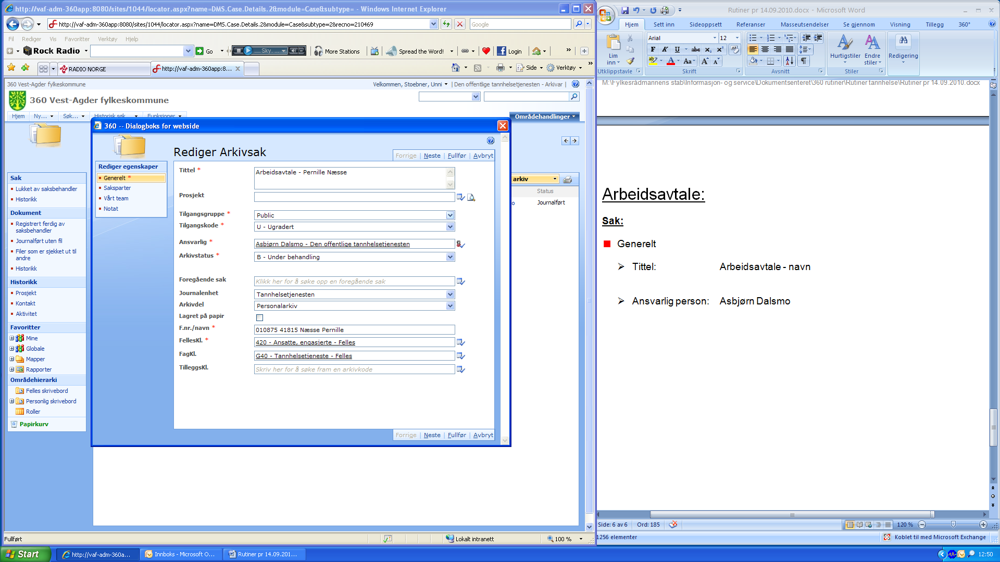 http://vaf-adm-360app:8080/sites/1044/locator.aspx?name=DMS.Case.Details.2&module=Case&subtype= - Windows Internet Explorer
http://vaf-adm-360app:8080/sites/1044/locator.aspx?name=DMS.Case.Details.2&module=Case&subtype=2&recno=210469
Google
Fil Rediger Vis Favoritter Verktøy Hjelp
Rock Radio Go ..... Sky..... More Stations Spread the Word! Login
RADIO NORGE http://vaf-adm-360app:8... Side Verktøy
360 Vest-Agder fylkeskommune Velkommen, Stoebner, Unni | Den offentlige tannhelsetjenesten - Arkivar |
360 Vest-Agder fylkeskommune
Hjem Ny... Søk... Historisk søk... Funksjoner Områdehandlinger
Sak
Lukket av saksbehandler
Historikk
Dokument
Registrert ferdig av
saksbehandler
Journalført uten fil
Filer som er sjekket ut til
andre
Historikk
Historikk
Prosjekt
Kontakt
Aktivitet
Favoritter
Mine
Globale
Mapper
Rapporter
Områdehierarki
Felles skrivebord
Personlig skrivebord
Roller
Papirkurv
arkiv
Status
o Journalført
360 -- Dialogboks for webside
Rediger Arkivsak
Forrige | Neste | Fullfør | Avbryt
Rediger egenskaper
Generelt *
Saksparter
Vårt team
Notat
Tittel * Arbeidsavtale - Pernille Næsse
Prosjekt
Tilgangsgruppe * Public
Tilgangskode * U - Ugradert
Ansvarlig * Asbjørn Dalsmo - Den offentlige tannhelsetjenesten
Arkivstatus * B - Under behandling
Foregående sak Klikk her for å søke opp en foregående sak
Journalenhet Tannhelsetjenesten
Arkivdel Personalarkiv
Lagret på papir
F.nr./navn * 010875 41815 Næsse Pernille
FellesKl. * 420 - Ansatte, engasjerte - Felles
FagKl. G40 - Tannhelsetjeneste - Felles
TilleggsKl. Skriv her for å søke fram en arkivkode
Forrige | Neste | Fullfør | Avbryt
Fullført Lokalt intranett 100 %
Rutiner pr 14.09.2010.docx - Microsoft Word
Hjem Sett inn Sideoppsett Referanser Masseutsendelser Se gjennom Visning Tillegg 360°
Arial 12
F K U abc x₂ x² Aa
Lim
inn
Hurtigstiler
Endre
stiler
Redigering
Utklippstavle Skrift Avsnitt Stiler
M:\Fylkesrådmannens stab\Informasjon- og service\Dokumentsenteret\360 rutiner\Rutiner tannhelse\Rutiner pr 14.09.2010.docx
Arbeidsavtale:
Sak:
Generelt
Tittel: Arbeidsavtale - navn
Ansvarlig person: Asbjørn Dalsmo
Side: 6 av 6 Ord: 185 120 %
1256 elementer Koblet til med Microsoft Exchange
Start http://vaf-adm-360a... Innboks - Microsoft O... Rutiner pr 14.09.201... 12:50